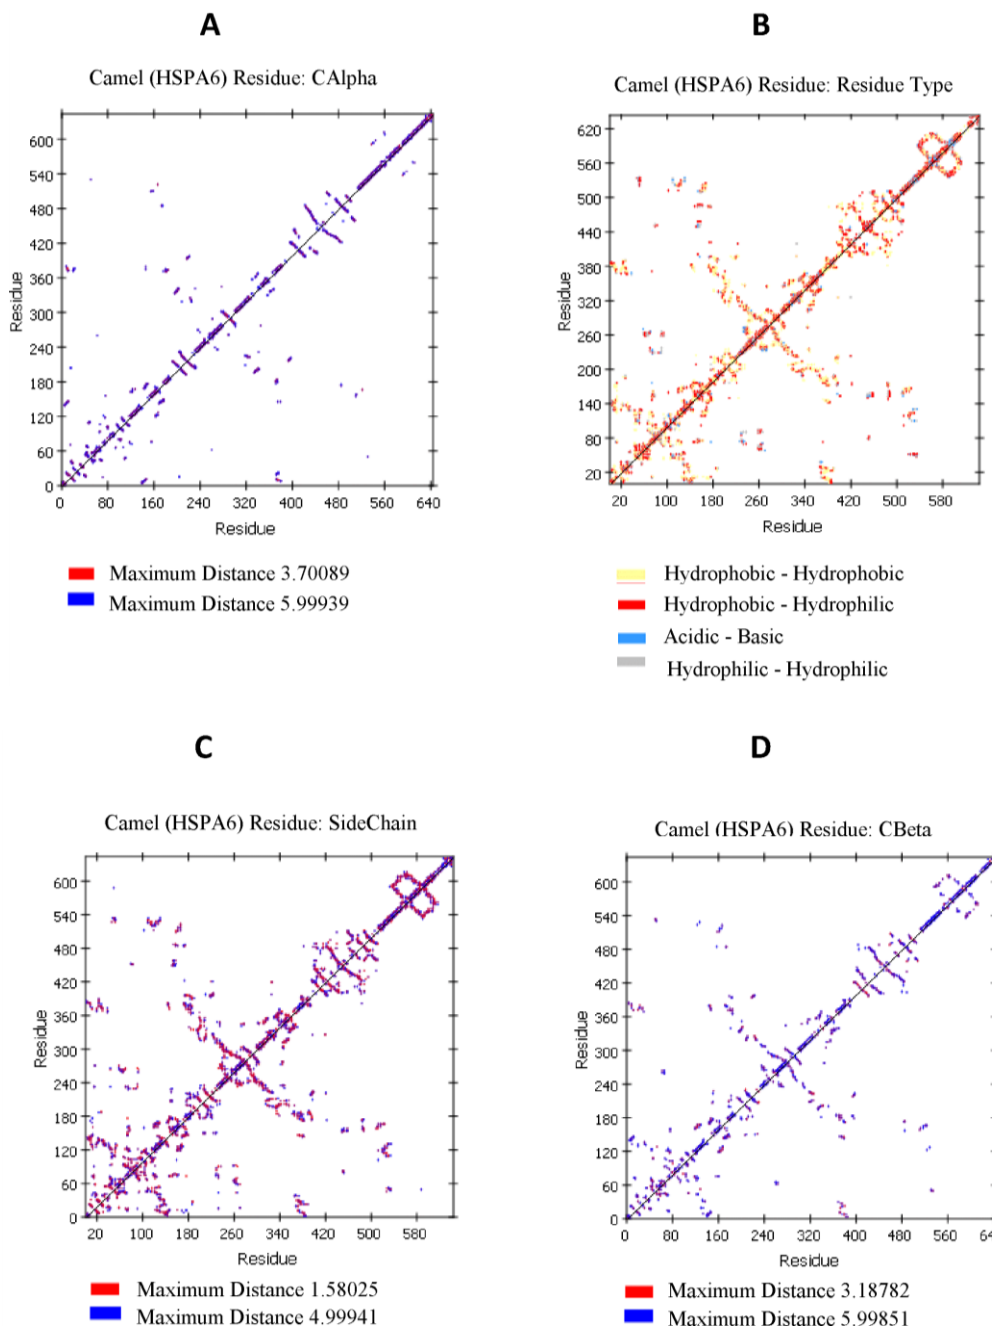 A
Camel (HSPA6) Residue: CAlpha
600
540
480
420
360
300
240
180
120
60
0
Residue
0 80 160 240 320 400 480 560 640
Residue
Maximum Distance 3.70089
Maximum Distance 5.99939
B
Camel (HSPA6) Residue: Residue Type
620
560
500
440
380
320
260
200
140
80
20
Residue
20 100 180 260 340 420 500 580
Residue
Hydrophobic - Hydrophobic
Hydrophobic - Hydrophilic
Acidic - Basic
Hydrophilic - Hydrophilic
C
Camel (HSPA6) Residue: SideChain
600
540
480
420
360
300
240
180
120
60
0
Residue
20 100 180 260 340 420 500 580
Residue
Maximum Distance 1.58025
Maximum Distance 4.99941
D
Camel (HSPA6) Residue: CBeta
600
540
480
420
360
300
240
180
120
60
0
Residue
0 80 160 240 320 400 480 560
Residue
Maximum Distance 3.18782
Maximum Distance 5.99851